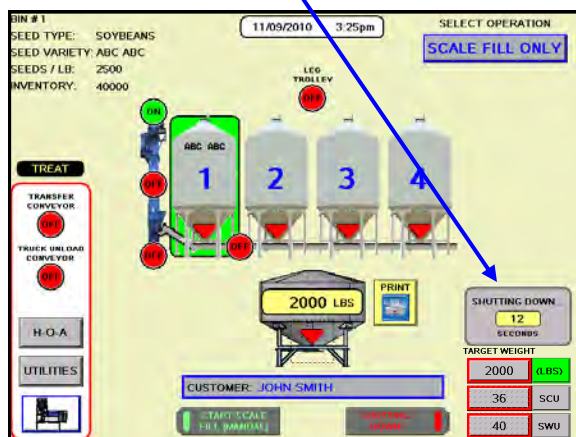 BIN # 1
SEED TYPE: SOYBEANS
SEED VARIETY: ABC ABC
SEEDS / LB: 2500
INVENTORY: 40000
11/09/2010 3:25pm
SELECT OPERATION
SCALE FILL ONLY
LEG
TROLLEY
OFF
ON
ABC ABC
1 2 3 4
OFF
OFF
OFF
TREAT
TRANSFER
CONVEYOR
OFF
TRUCK UNLOAD
CONVEYOR
OFF
H-O-A
UTILITIES
2000 LBS
PRINT
SHUTTING DOWN...
12
SECONDS
TARGET WEIGHT
2000 (LBS)
36 SCU
40 SWU
CUSTOMER: JOHN SMITH
START SCALE
FILL (MANUAL)
SHUTTING
DOWN